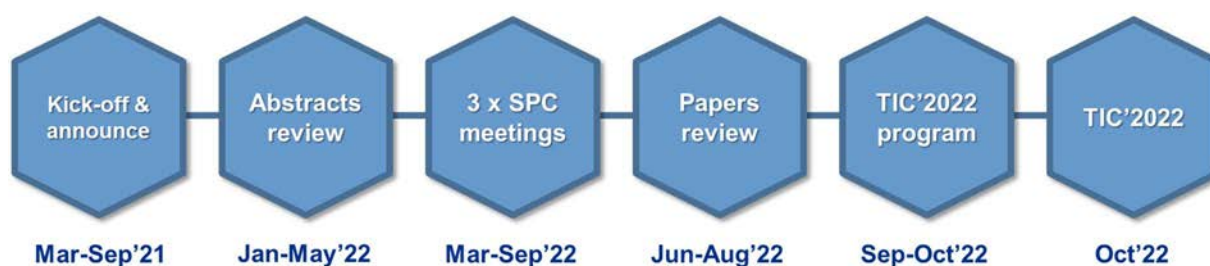 Kick-off &
announce
Abstracts
review
3 x SPC
meetings
Papers
review
TIC'2022
program
TIC'2022
Mar-Sep'21
Jan-May'22
Mar-Sep'22
Jun-Aug'22
Sep-Oct'22
Oct'22